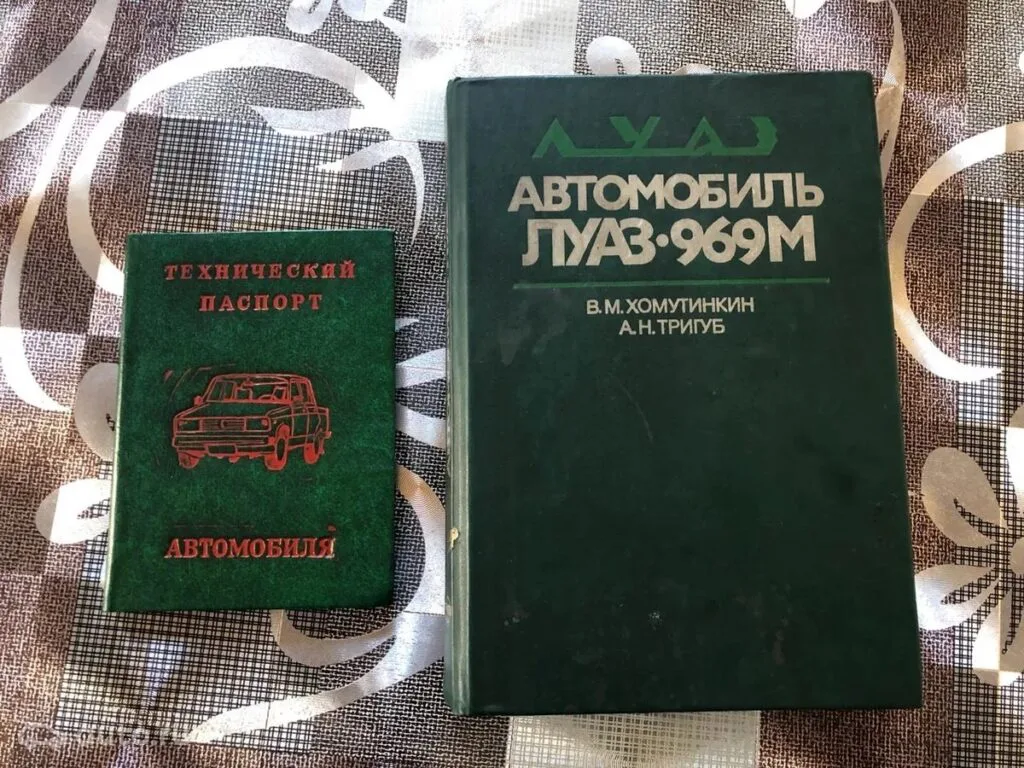 ТЕХНИЧЕСКИЙ
ПАСПОРТ
АВТОМОБИЛЯ
ЛУАЗ
АВТОМОБИЛЬ
ЛУАЗ·969М
В.М.ХОМУТИНКИН
А.Н.ТРИГУБ